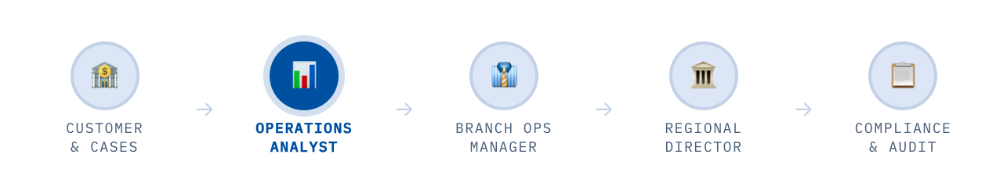 CUSTOMER
& CASES
OPERATIONS
ANALYST
BRANCH OPS
MANAGER
REGIONAL
DIRECTOR
COMPLIANCE
& AUDIT